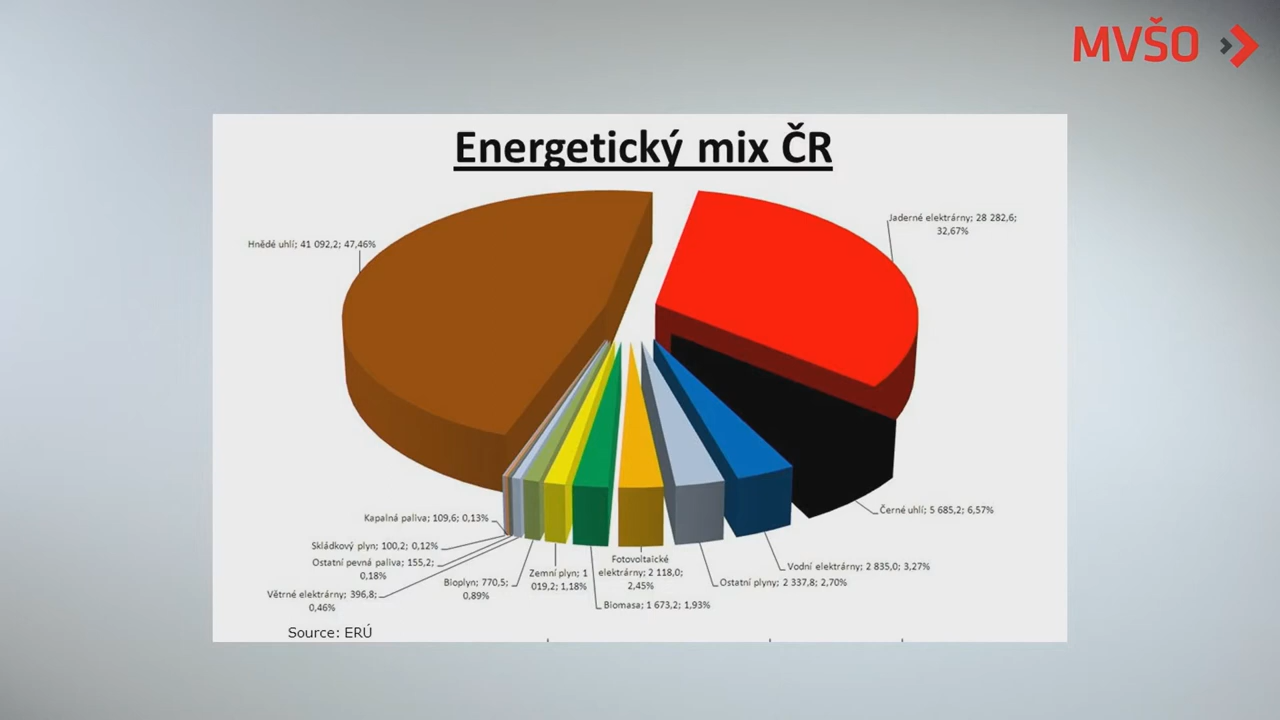 MVŠO
Energetický mix ČR
Jaderné elektrárny; 28 282,6;
32,67%
Hnědé uhlí; 41 092,2; 47,46%
Černé uhlí; 5 685,2; 6,57%
Kapalná paliva; 109,6; 0,13%
Skládkový plyn; 100,2; 0,12%
Ostatní pevná paliva; 155,2;
0,18%
Větrné elektrárny; 396,8;
0,46%
Bioplyn; 770,5;
0,89%
Zemní plyn; 1
019,2; 1,18%
Fotovoltaické
elektrárny; 2 118,0;
2,45%
Biomasa; 1 673,2; 1,93%
Ostatní plyny; 2 337,8; 2,70%
Vodní elektrárny; 2 835,0; 3,27%
Source: ERÚ